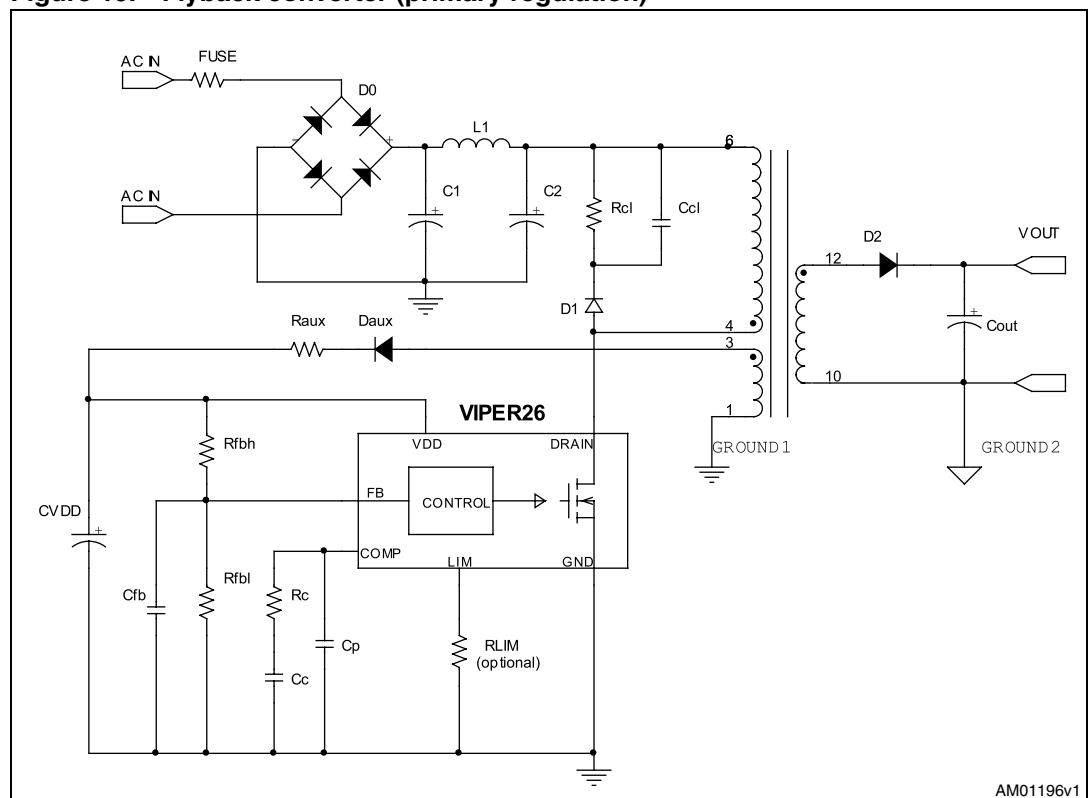 AC IN
FUSE
D0
L1
6
AC IN
C1
C2
Rcl
Ccl
D2
VOUT
12
D1
Raux
Daux
4
3
Cout
10
1
VIPER26
Rfbh
VDD
DRAIN
GROUND1
GROUND2
FB
CONTROL
CVDD
COMP
LIM
GND
Cfb
Rfbl
Rc
Cp
RLIM
(optional)
Cc
AM01196v1